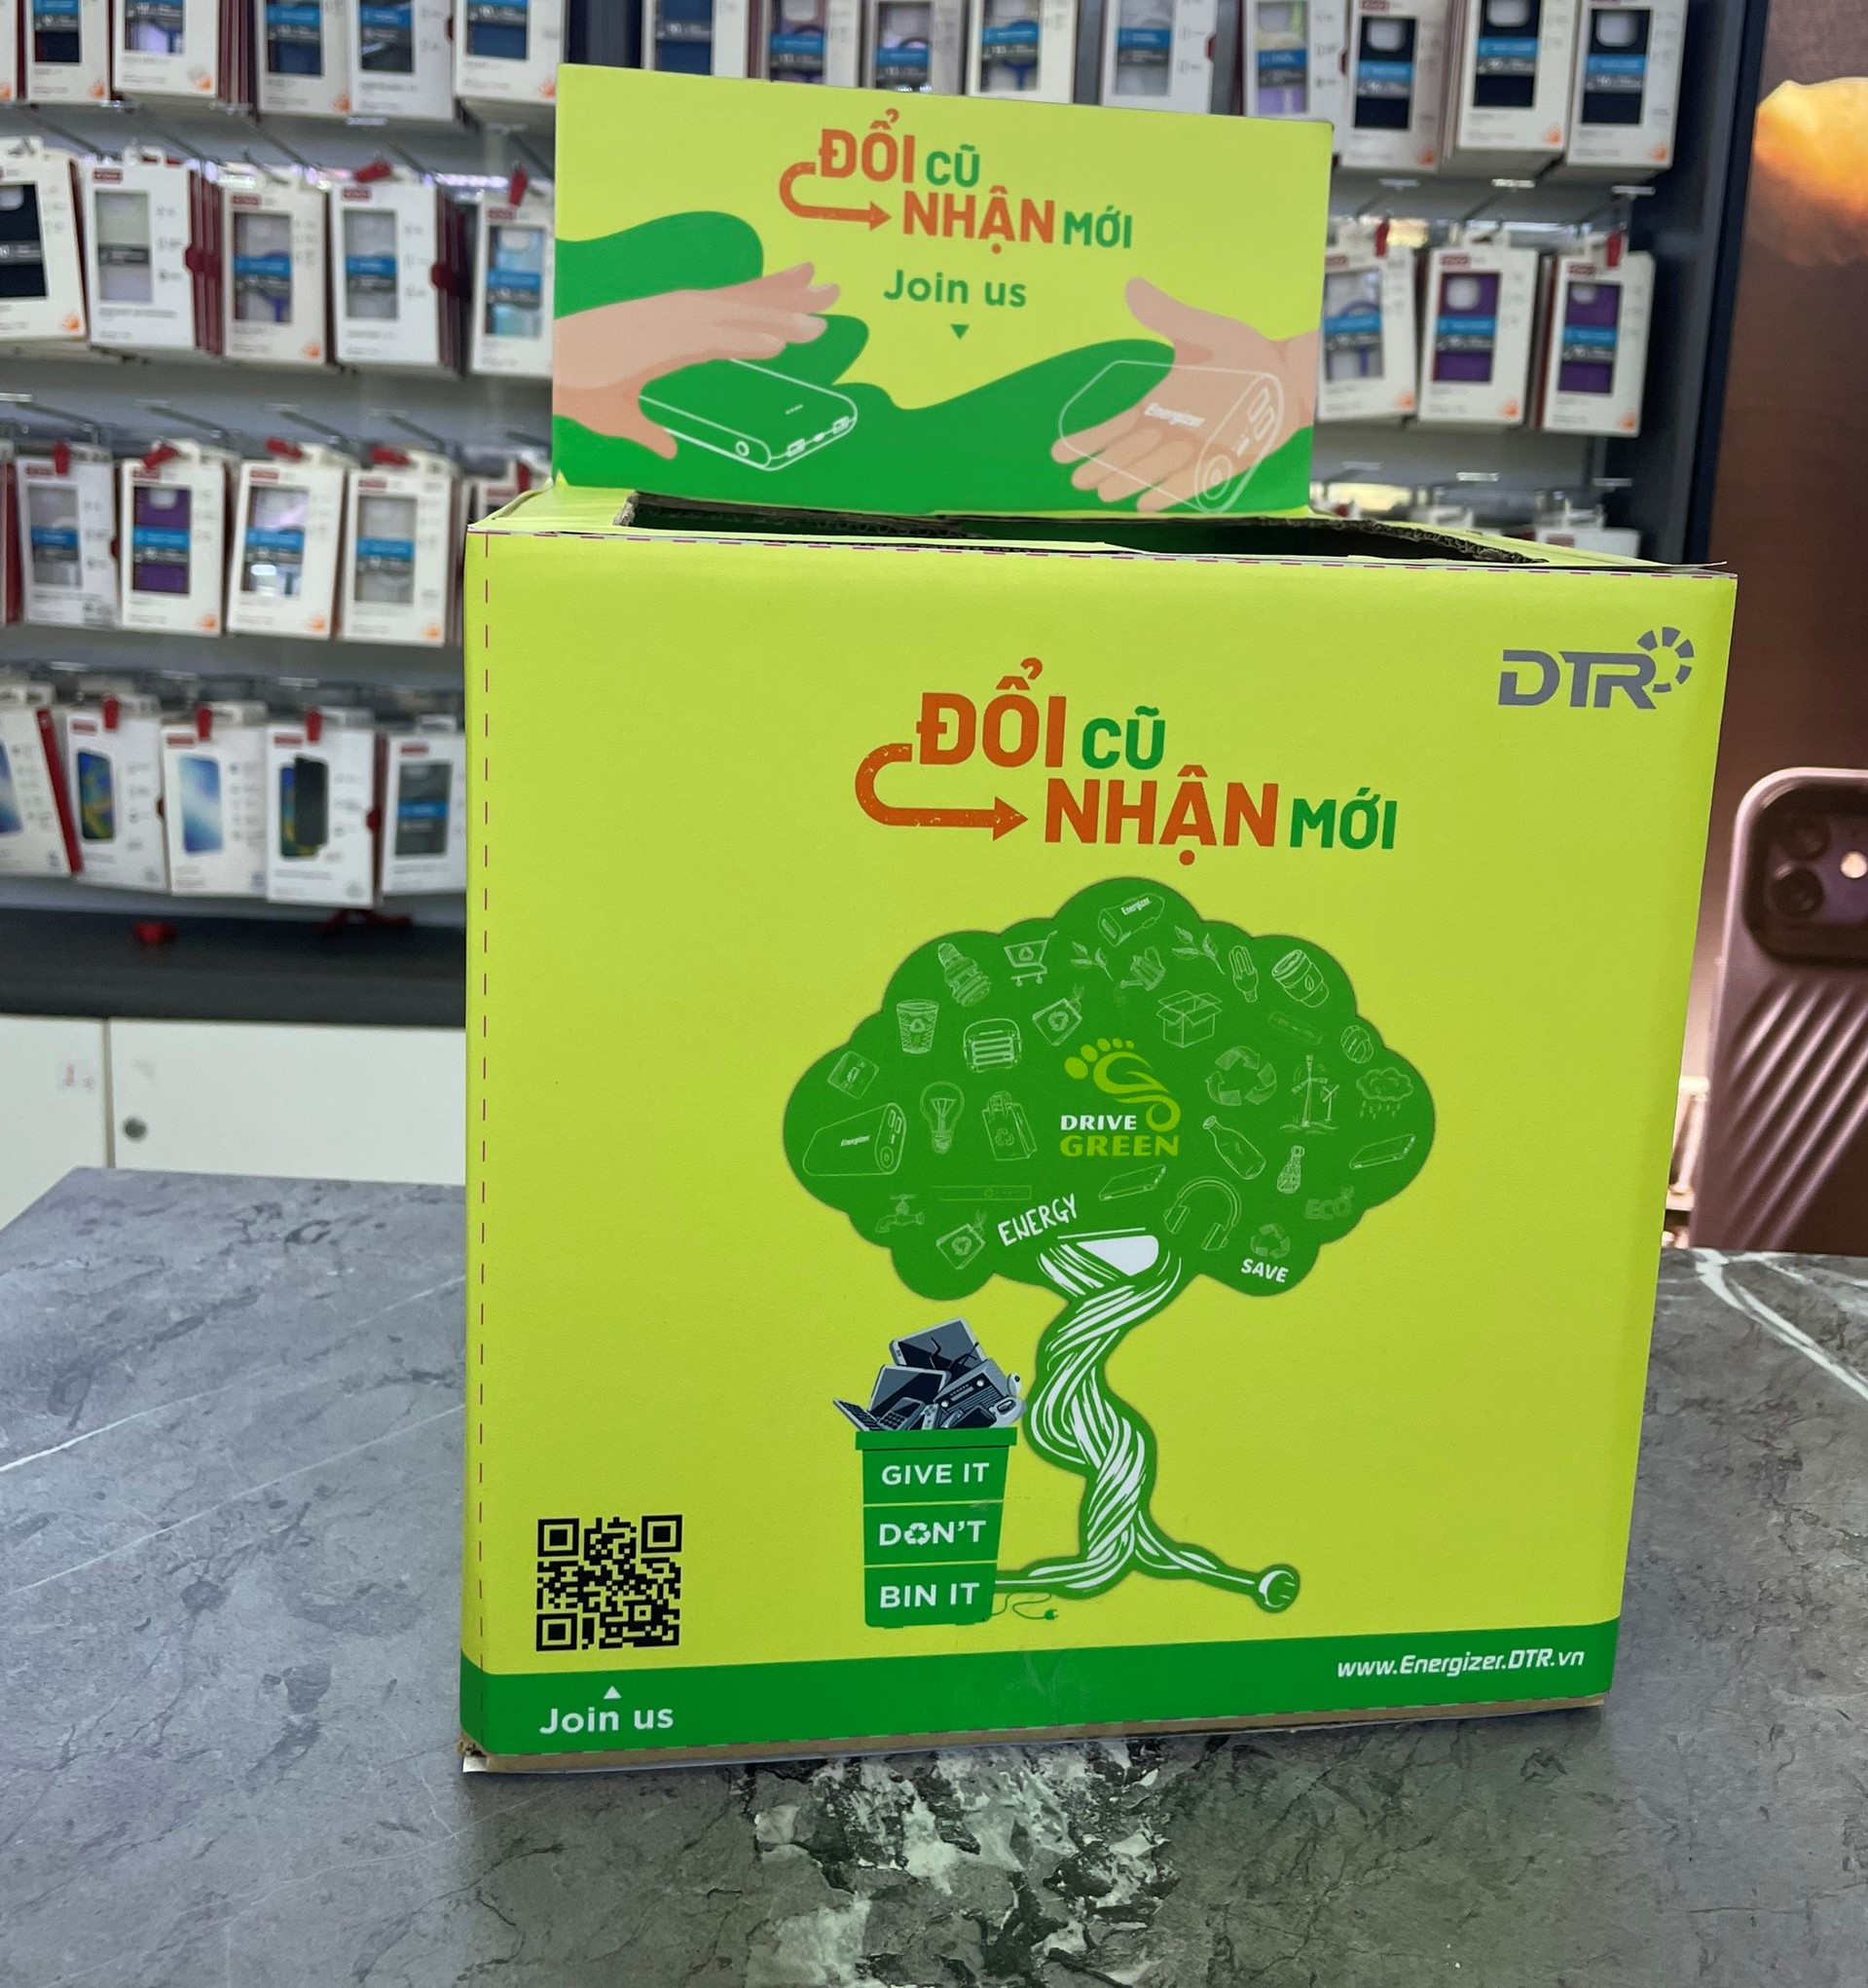 ĐỔI CŨ
NHẬN MỚI
Join us
Energizer
DTR
ĐỔI CŨ
NHẬN MỚI
Energizer
DRIVE
GREEN
Energizer
ECO
ENERGY
SAVE
GIVE IT
DON'T
BIN IT
www.Energizer.DTR.vn
Join us